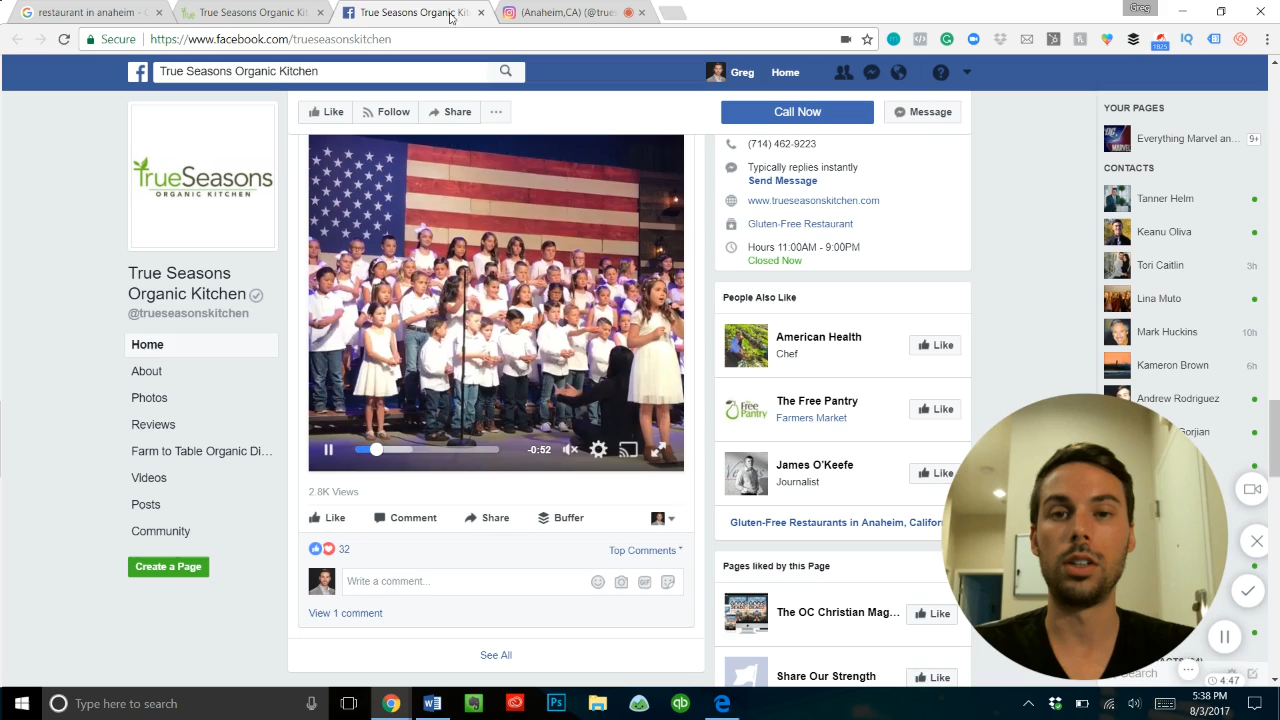 Greg
restaurant in anaheim -
True Seasons Organic Kitc
True Seasons Organic Kit
(Anaheim,CA) (@trues
Secure
https://www.facebook.com/trueseasonskitchen
1825
True Seasons Organic Kitchen
Greg
Home
Like
Follow
Share
Call Now
Message
TrueSeasons
ORGANIC KITCHEN
True Seasons
Organic Kitchen
@trueseasonskitchen
Home
About
Photos
Reviews
Farm to Table Organic Di…
Videos
Posts
Community
Create a Page
-0:52
2.8K Views
Like
Comment
Share
Buffer
32
Top Comments
Write a comment...
GIF
View 1 comment
See All
(714) 462-9223
Typically replies instantly
Send Message
www.trueseasonskitchen.com
Gluten-Free Restaurant
Hours 11:00AM - 9:00PM
Closed Now
People Also Like
American Health
Chef
Like
The Free Pantry
Farmers Market
Like
James O'Keefe
Journalist
Like
Gluten-Free Restaurants in Anaheim, Califor
Pages liked by this Page
The OC Christian Mag…
Like
Share Our Strength
Like
YOUR PAGES
Everything Marvel an…
9+
CONTACTS
Tanner Helm
Keanu Oliva
Tori Caitlin
3h
Lina Muto
Mark Huckins
10h
Kameron Brown
6h
Andrew Rodriguez
Gorjian
Search
4:47
Type here to search
5:38 PM
8/3/2017